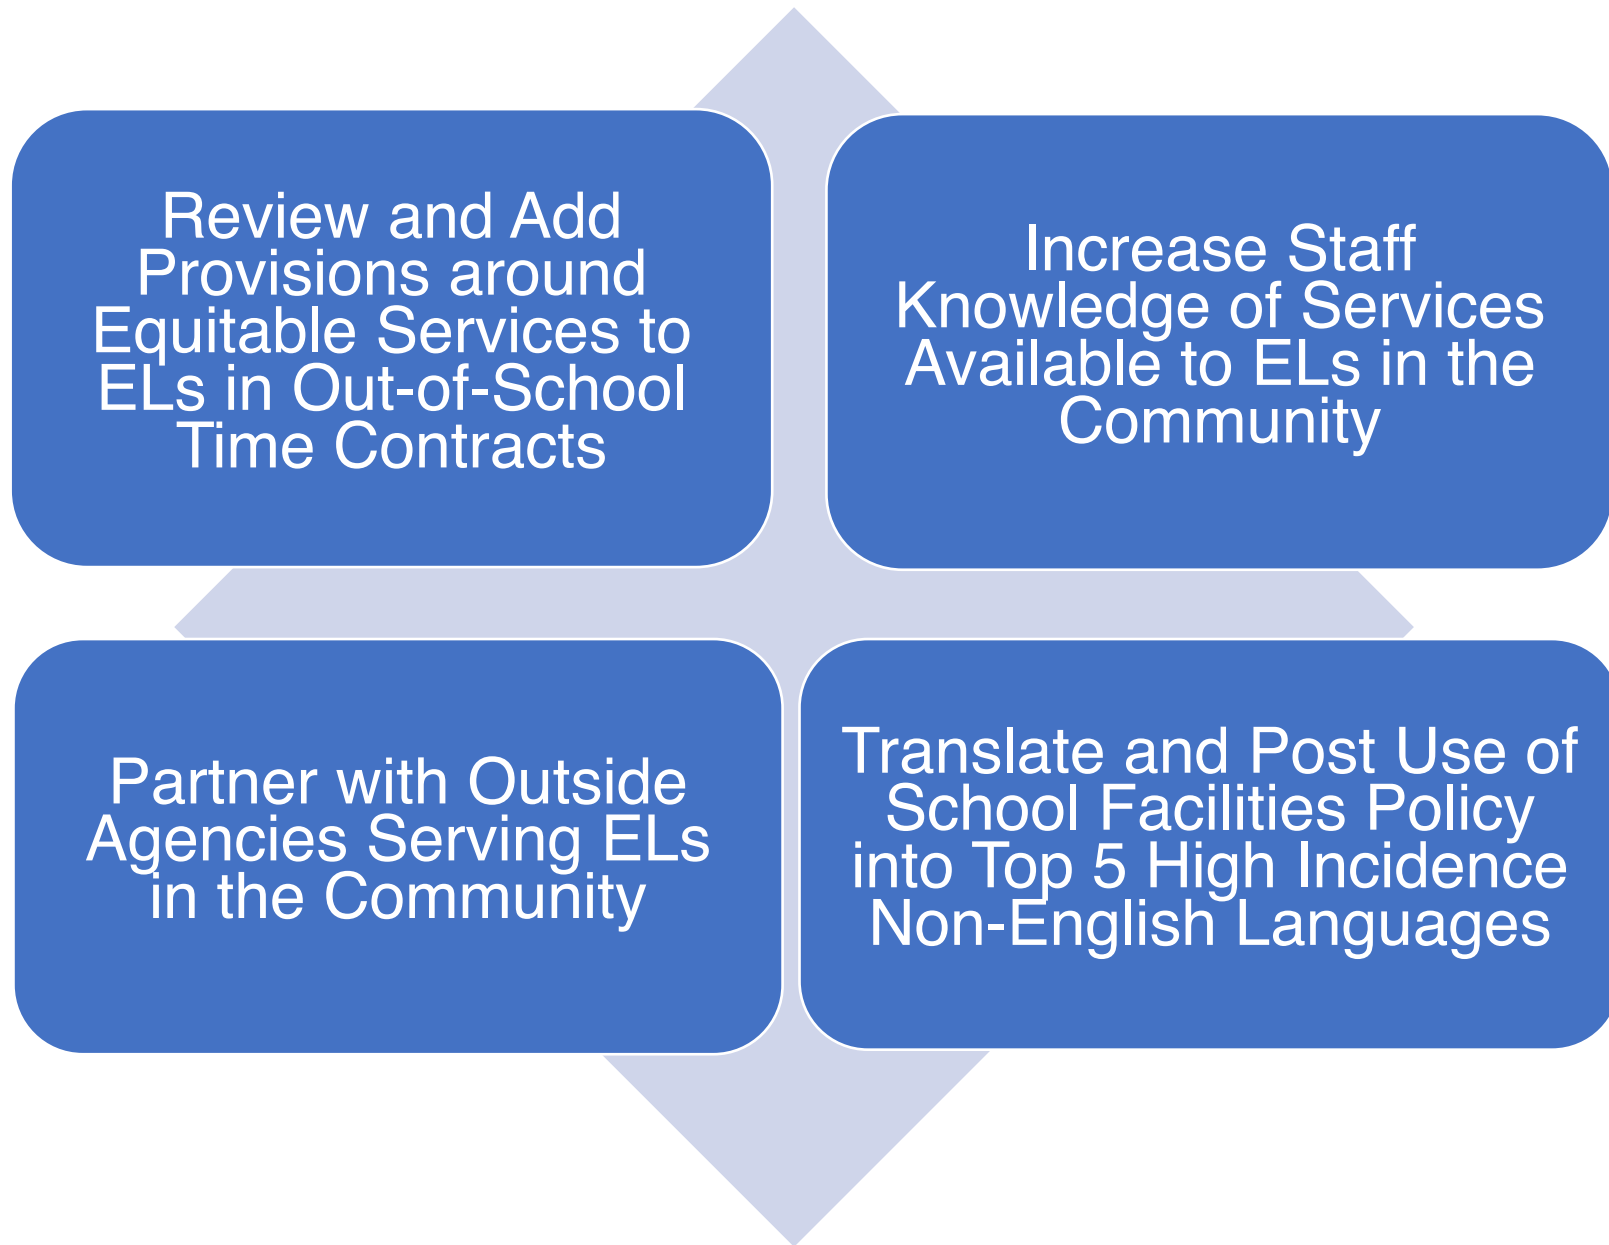 Review and Add
Provisions around
Equitable Services to
ELs in Out-of-School
Time Contracts
Increase Staff
Knowledge of Services
Available to ELs in the
Community
Partner with Outside
Agencies Serving ELs
in the Community
Translate and Post Use of
School Facilities Policy
into Top 5 High Incidence
Non-English Languages